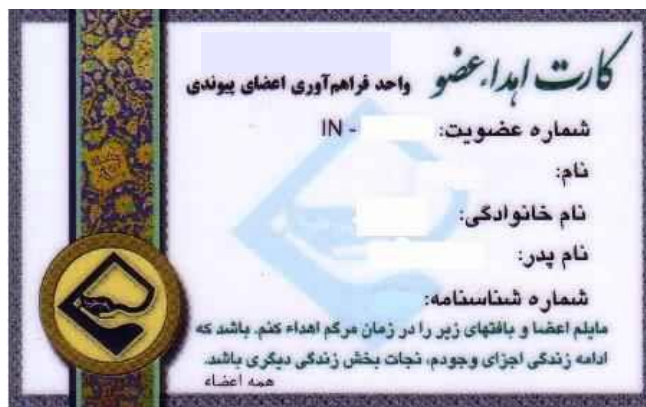 کارت اهداء عضو
واحد فراهم‌آوری اعضای پیوندی
شماره عضویت: IN -
نام:
نام خانوادگی:
نام پدر:
شماره شناسنامه:
مایلم اعضا و بافتهای زیر را در زمان مرگم اهداء کنم. باشد که
ادامه زندگی اجزای وجودم، نجات بخش زندگی دیگری باشد.
همه اعضاء